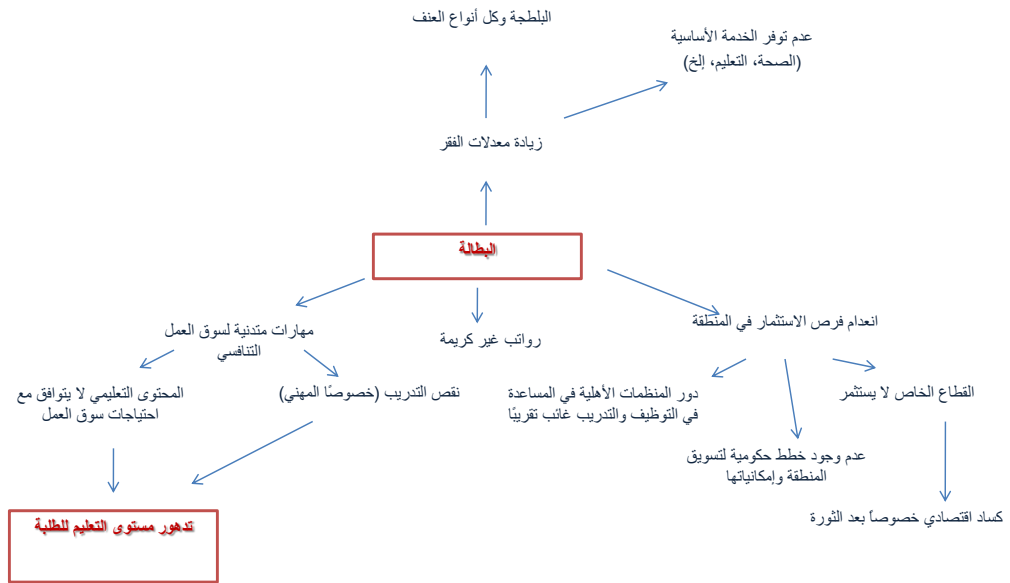 البلطجة وكل أنواع العنف
عدم توفر الخدمة الأساسية
(الصحة، التعليم، إلخ)
زيادة معدلات الفقر
البطالة
انعدام فرص الاستثمار في المنطقة
رواتب غير كريمة
مهارات متدنية لسوق العمل
التنافسي
القطاع الخاص لا يستثمر
دور المنظمات الأهلية في المساعدة
في التوظيف والتدريب غائب تقريبًا
نقص التدريب (خصوصًا المهني)
المحتوى التعليمي لا يتوافق مع
احتياجات سوق العمل
عدم وجود خطط حكومية لتسويق
المنطقة وإمكانياتها
كساد اقتصادي خصوصاً بعد الثورة
تدهور مستوى التعليم للطلبة